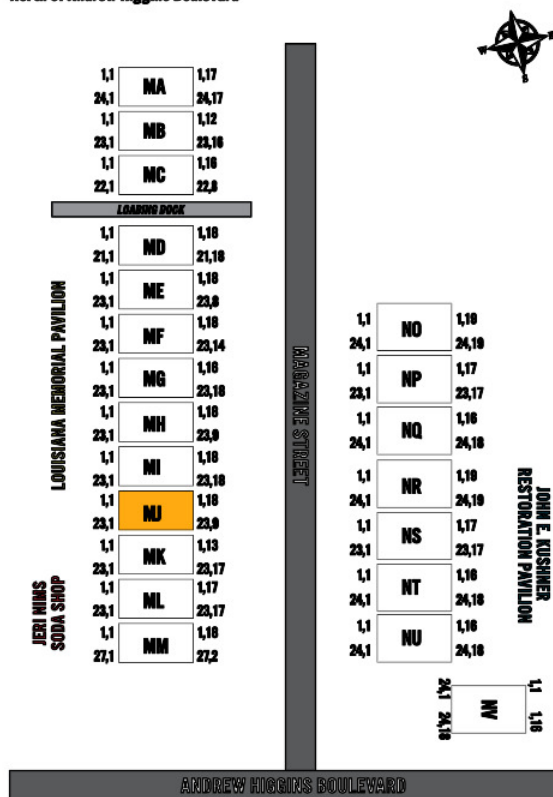 N
E
S
W
1,1 MA 1,17
24,1 24,17
1,1 MB 1,12
23,1 23,16
1,1 MC 1,16
22,1 22,8
LOADING DOCK
1,1 MD 1,18
21,1 21,18
1,1 ME 1,18
23,1 23,8
1,1 MF 1,18
23,1 23,14
1,1 MG 1,16
23,1 23,18
1,1 MH 1,18
23,1 23,9
1,1 MI 1,18
23,1 23,18
1,1 MJ 1,18
23,1 23,9
1,1 MK 1,13
23,1 23,17
1,1 ML 1,17
23,1 23,17
1,1 MM 1,18
27,1 27,2
LOUISIANA MEMORIAL PAVILION
JERI NIMS
SODA SHOP
MAGAZINE STREET
1,1 NO 1,19
24,1 24,19
1,1 NP 1,17
23,1 23,17
1,1 NQ 1,16
24,1 24,18
1,1 NR 1,19
24,1 24,19
1,1 NS 1,17
23,1 23,17
1,1 NT 1,16
24,1 24,18
1,1 NU 1,16
24,1 24,18
JOHN E. KUSHNER
RESTORATION PAVILION
1,1 NV 1,16
24,1 24,18
ANDREW HIGGINS BOULEVARD